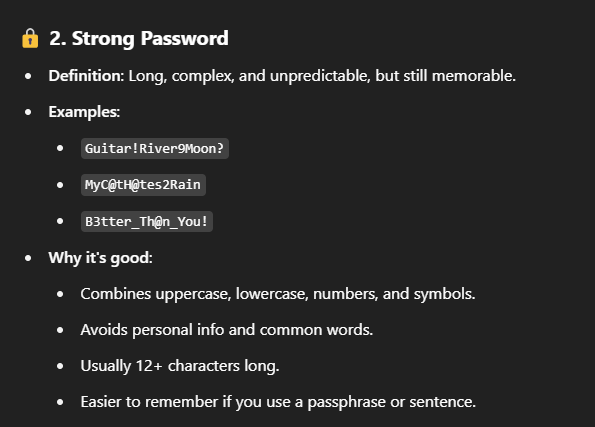 🔒 2. Strong Password
• Definition: Long, complex, and unpredictable, but still memorable.
• Examples:
• Guitar!River9Moon?
• MyC@tH@tes2Rain
• B3tter_Th@n_You!
• Why it's good:
• Combines uppercase, lowercase, numbers, and symbols.
• Avoids personal info and common words.
• Usually 12+ characters long.
• Easier to remember if you use a passphrase or sentence.